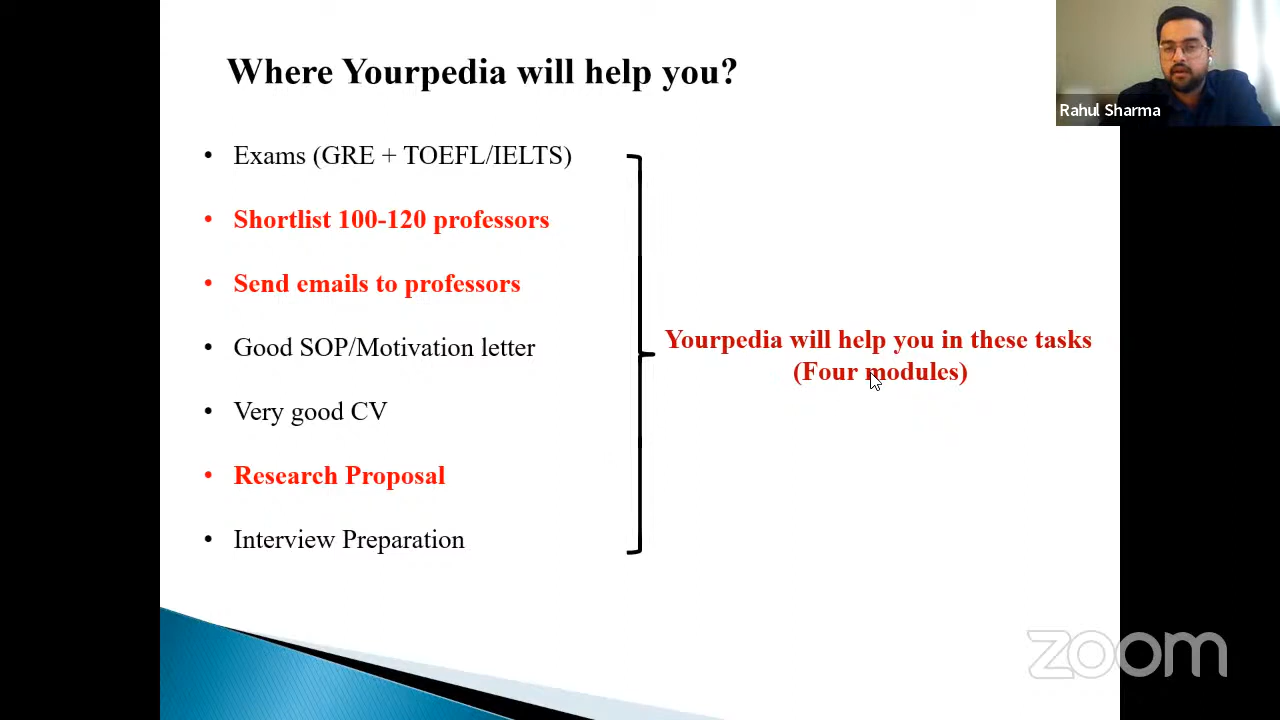 Where Yourpedia will help you?
Rahul Sharma
• Exams (GRE + TOEFL/IELTS)
• Shortlist 100-120 professors
• Send emails to professors
• Good SOP/Motivation letter
• Very good CV
• Research Proposal
• Interview Preparation
Yourpedia will help you in these tasks
(Four modules)
zoom